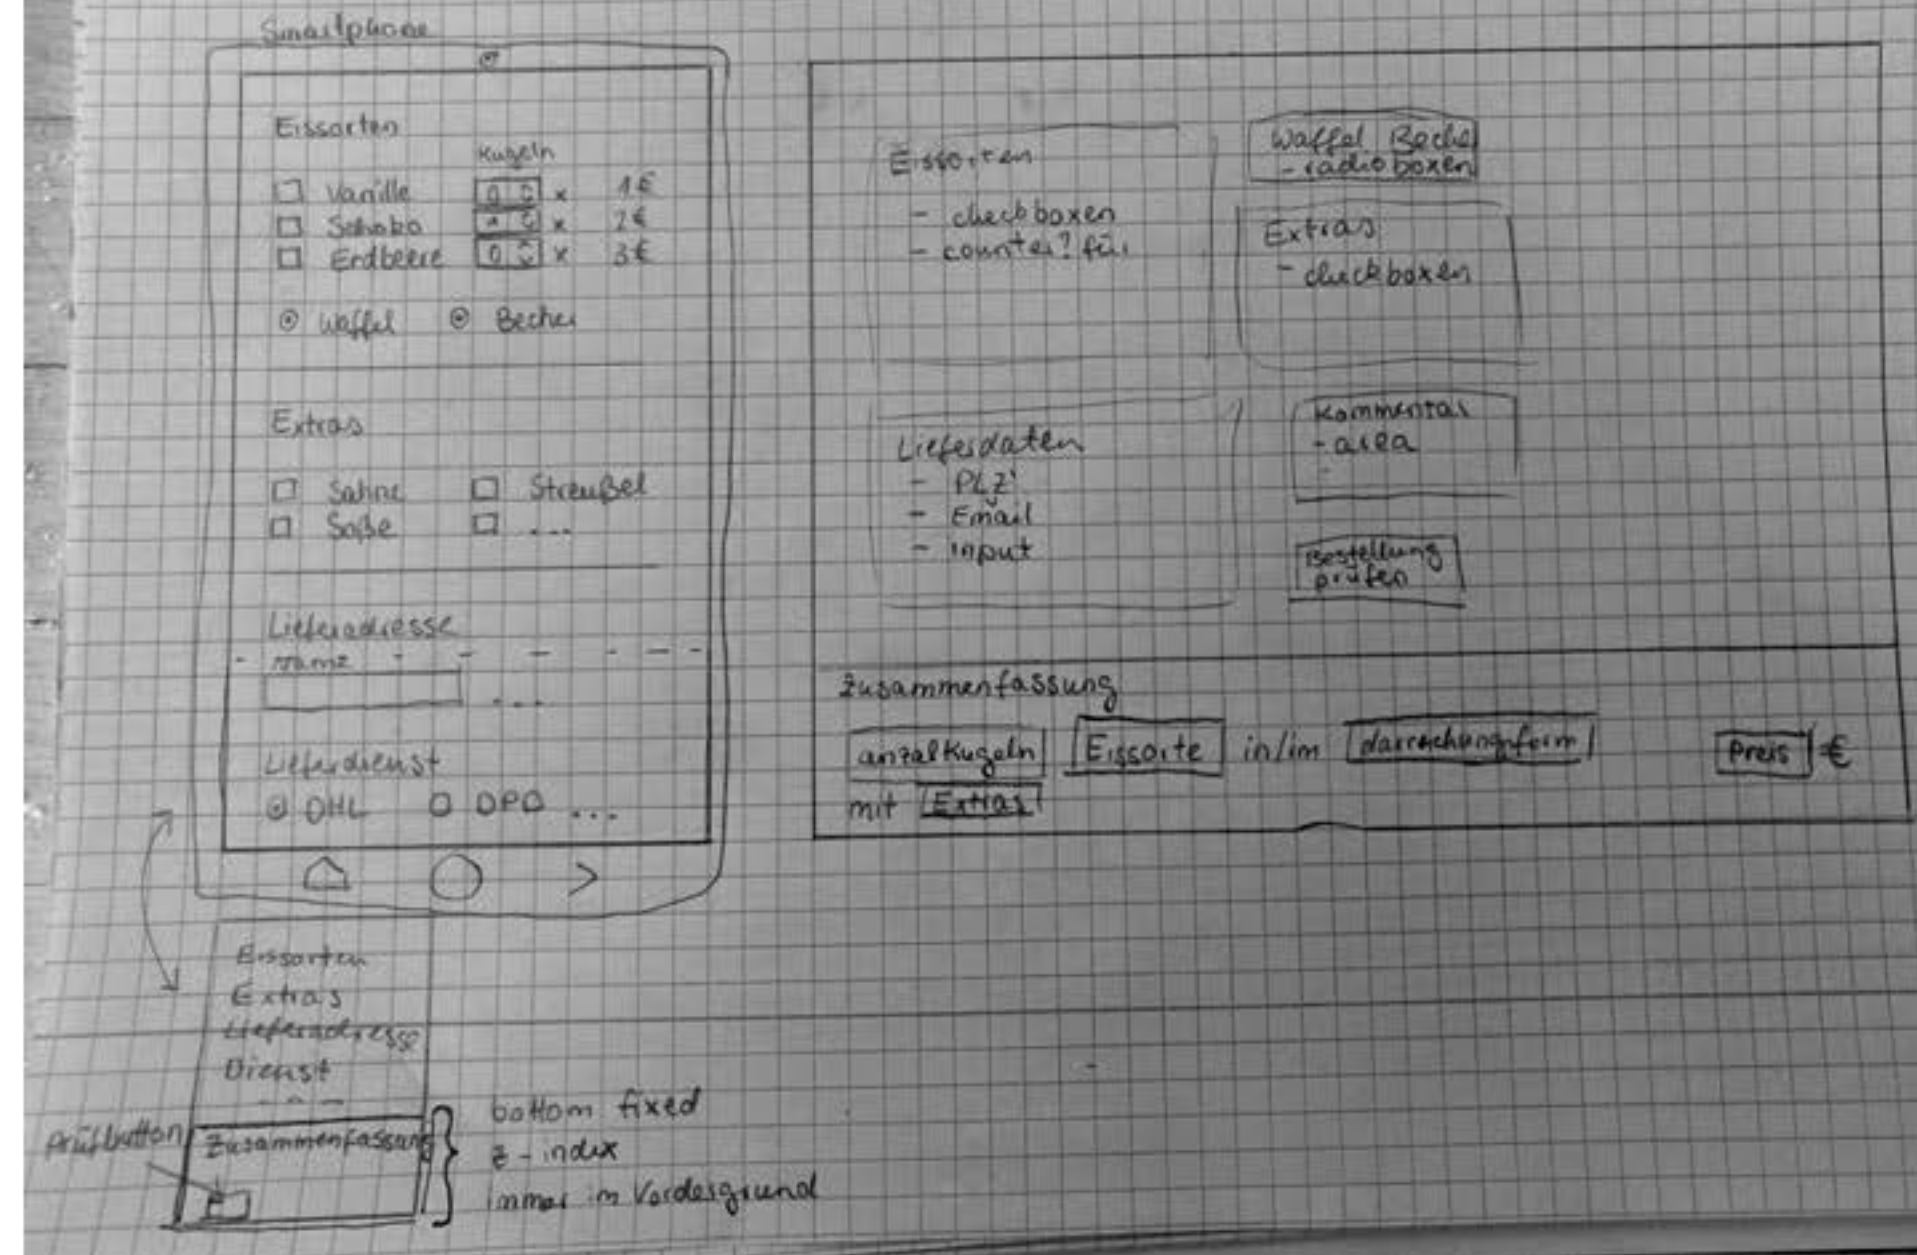 Smartphone
Eissorten
Kugeln
Vanille 0 x 1€
Schoko x 2€
Erdbeere 0 x 3€
Waffel Becher
Extras
Sahne Streußel
Soße ...
Lieferadresse
Name
...
Lieferdienst
DHL DPD ...
Eissorten
Extras
Lieferadresse
Dienst
Prüfbutton
Zusammenfassung
bottom fixed
z-index
immer im Vordergrund
Eissorten
- checkboxen
- counter? für
Waffel Becher
- radioboxen
Extras
- checkboxen
Lieferdaten
- PLZ
- Email
- input
Kommentar
- area
Bestellung
prüfen
Zusammenfassung
anzalKugeln Eissorte in/im darreichungnform Preis €
mit Extras